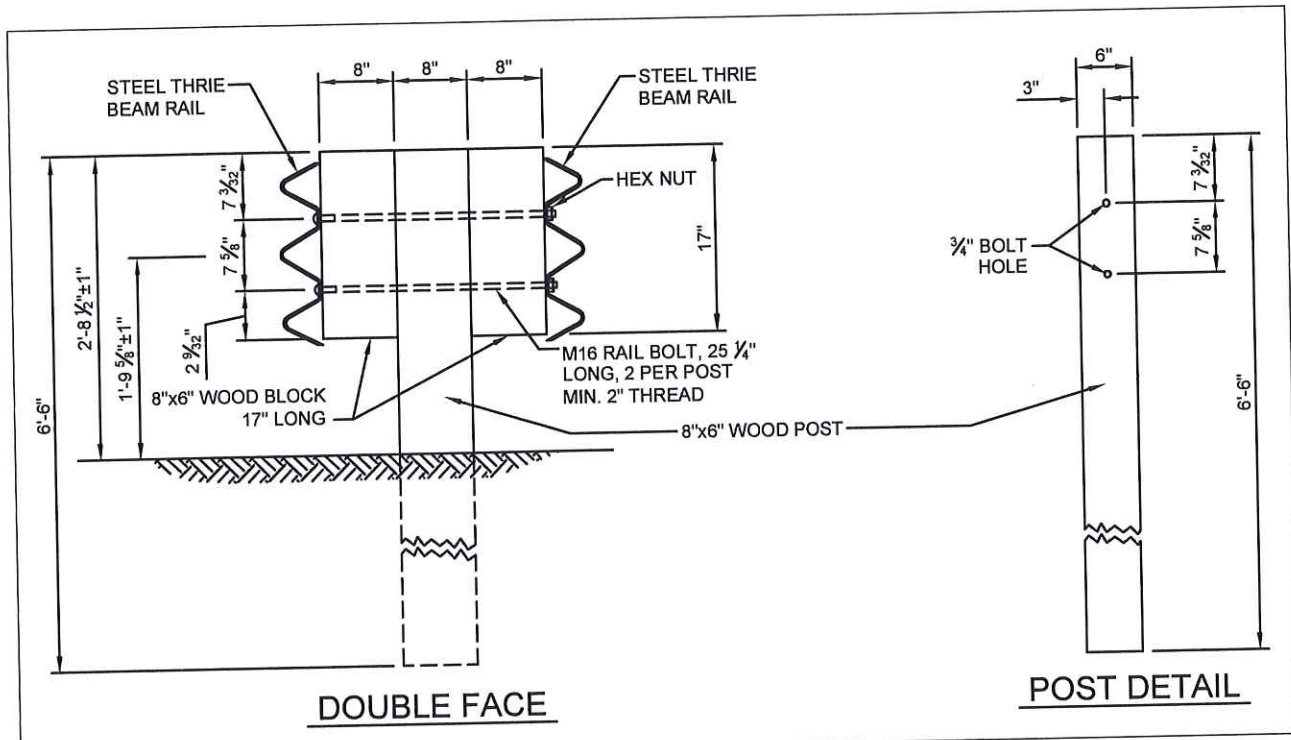 8"
8"
8"
STEEL THRIE
BEAM RAIL
STEEL THRIE
BEAM RAIL
HEX NUT
7 3/32"
7 5/8"
2 9/32"
2'-8 1/2"±1"
1'-9 5/8"±1"
6'-6"
17"
8"x6" WOOD BLOCK
17" LONG
M16 RAIL BOLT, 25 1/4"
LONG, 2 PER POST
MIN. 2" THREAD
8"x6" WOOD POST
DOUBLE FACE
6"
3"
7 3/32"
7 5/8"
3/4" BOLT
HOLE
6'-6"
POST DETAIL